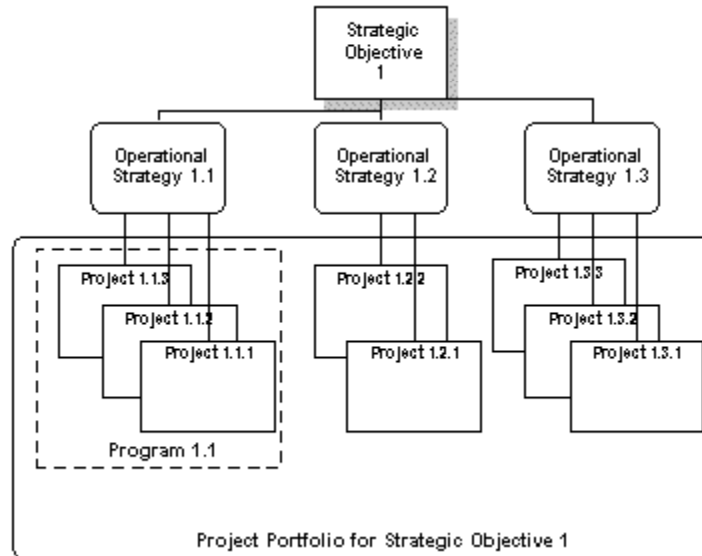 Strategic
Objective
1
Operational
Strategy 1.1
Operational
Strategy 1.2
Operational
Strategy 1.3
Project 1.1.3
Project 1.1.2
Project 1.1.1
Program 1.1
Project 1.2.2
Project 1.2.1
Project 1.3.3
Project 1.3.2
Project 1.3.1
Project Portfolio for Strategic Objective 1